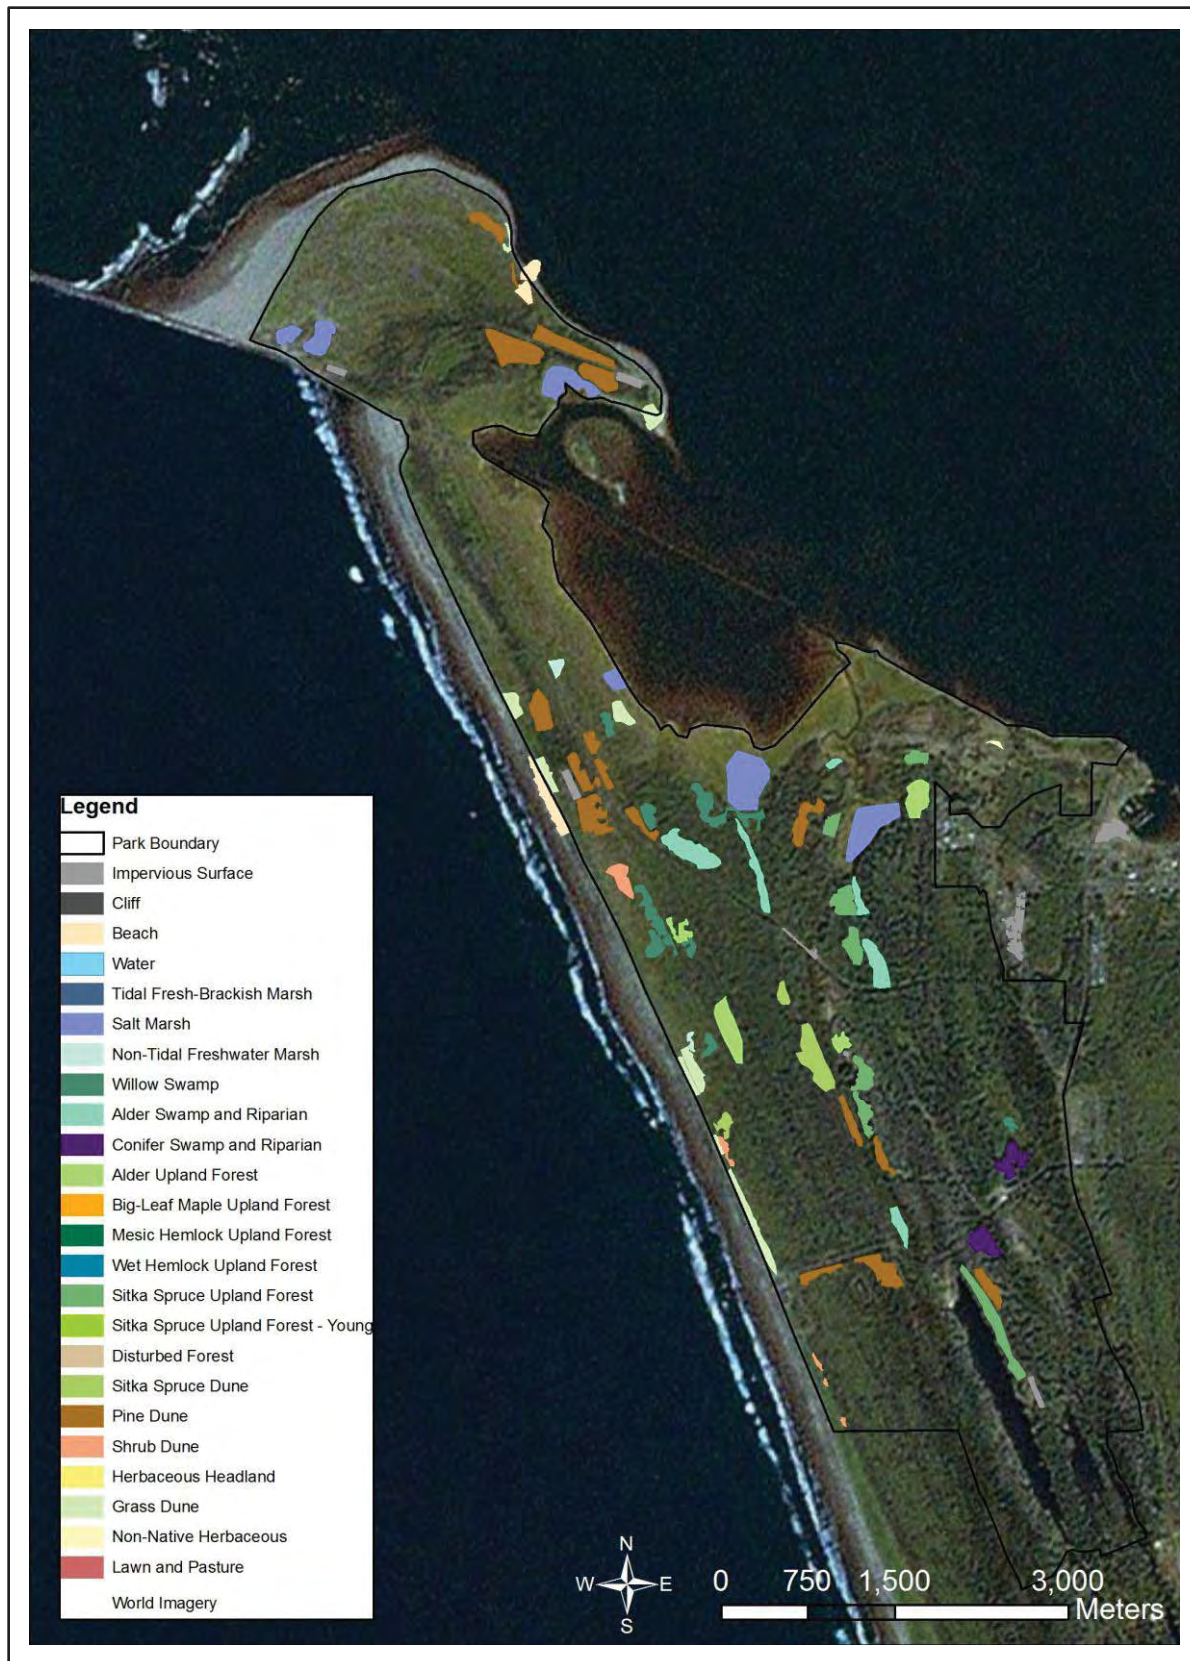 Legend
Park Boundary
Impervious Surface
Cliff
Beach
Water
Tidal Fresh-Brackish Marsh
Salt Marsh
Non-Tidal Freshwater Marsh
Willow Swamp
Alder Swamp and Riparian
Conifer Swamp and Riparian
Alder Upland Forest
Big-Leaf Maple Upland Forest
Mesic Hemlock Upland Forest
Wet Hemlock Upland Forest
Sitka Spruce Upland Forest
Sitka Spruce Upland Forest - Young
Disturbed Forest
Sitka Spruce Dune
Pine Dune
Shrub Dune
Herbaceous Headland
Grass Dune
Non-Native Herbaceous
Lawn and Pasture
World Imagery
N
W E
S
0 750 1,500 3,000
Meters